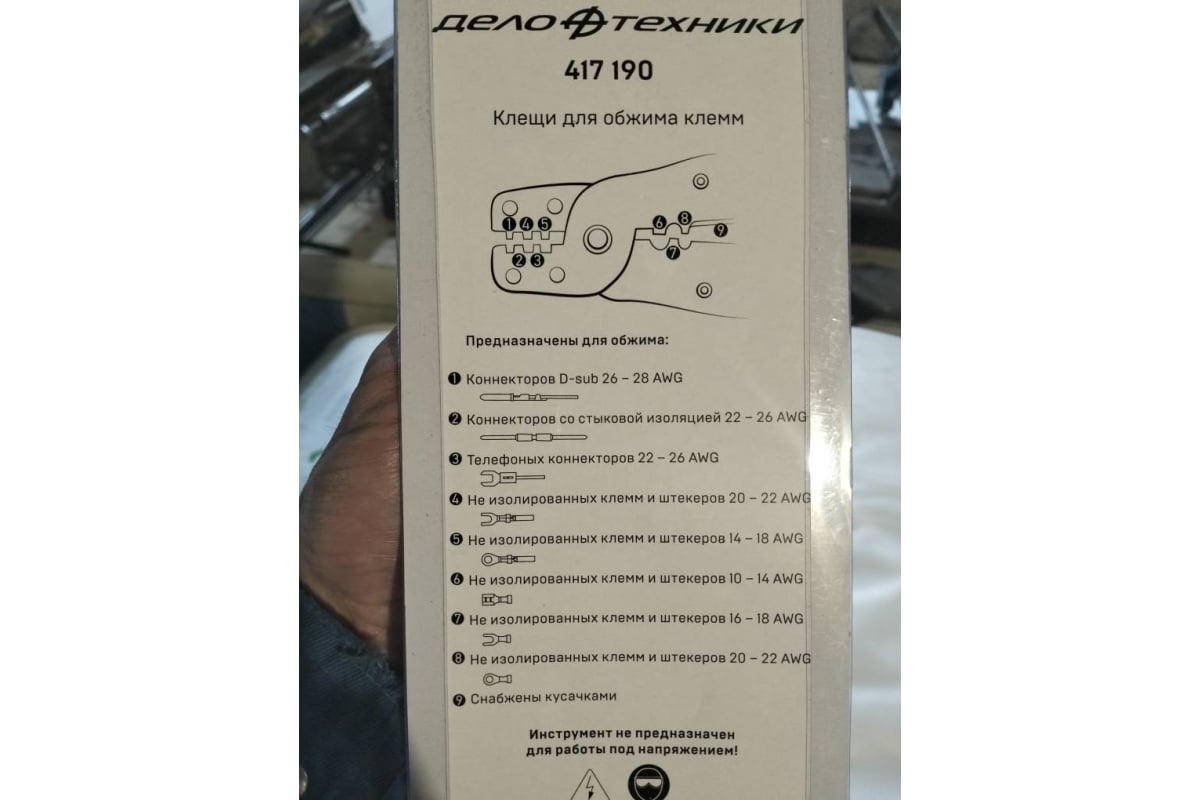 ДЕЛО ТЕХНИКИ
417 190
Клещи для обжима клемм
1 4 5
2 3
6 8
9
7
Предназначены для обжима:
1 Коннекторов D-sub 26 – 28 AWG
2 Коннекторов со стыковой изоляцией 22 – 26 AWG
3 Телефоных коннекторов 22 – 26 AWG
4 Не изолированных клемм и штекеров 20 – 22 AWG
5 Не изолированных клемм и штекеров 14 – 18 AWG
6 Не изолированных клемм и штекеров 10 – 14 AWG
7 Не изолированных клемм и штекеров 16 – 18 AWG
8 Не изолированных клемм и штекеров 20 – 22 AWG
9 Снабжены кусачками
Инструмент не предназначен
для работы под напряжением!